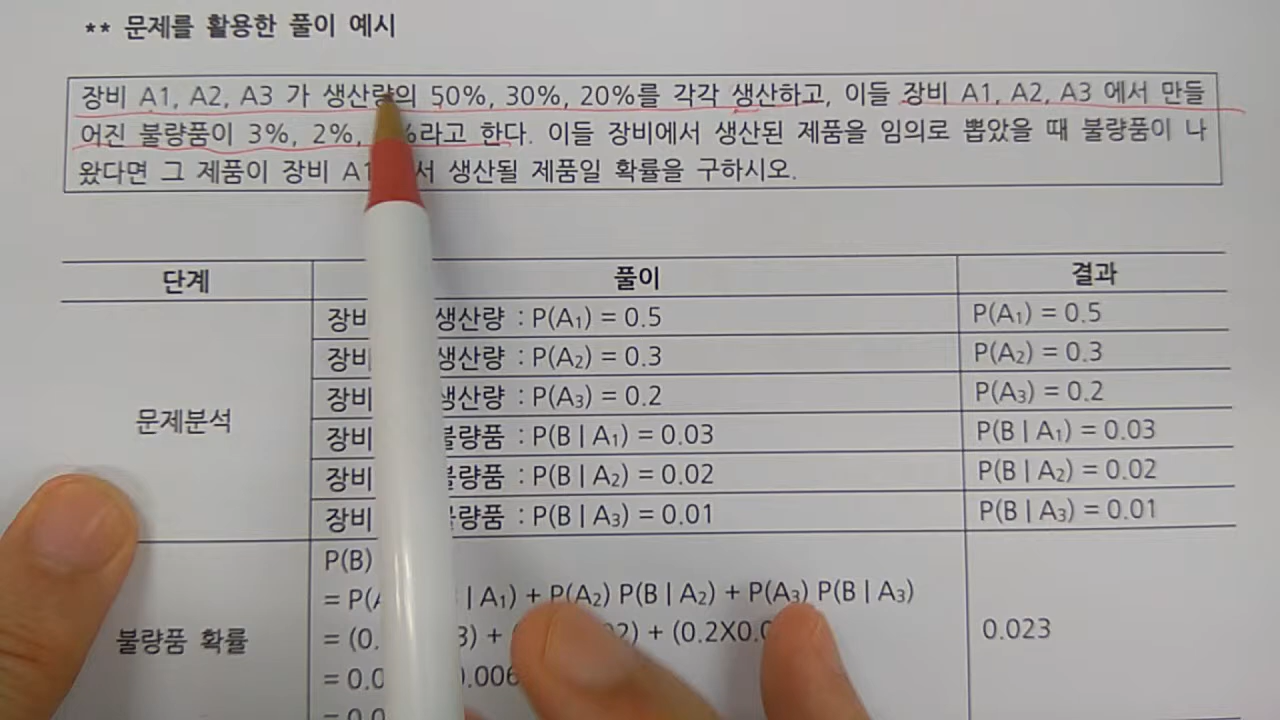 ** 문제를 활용한 풀이 예시
장비 A1, A2, A3 가 생산량의 50%, 30%, 20%를 각각 생산하고, 이들 장비 A1, A2, A3 에서 만들
어진 불량품이 3%, 2%, %라고 한다. 이들 장비에서 생산된 제품을 임의로 뽑았을 때 불량품이 나
왔다면 그 제품이 장비 A1 서 생산될 제품일 확률을 구하시오.
단계 풀이 결과
장비 생산량 : P(A₁) = 0.5 P(A₁) = 0.5
장비 생산량 : P(A₂) = 0.3 P(A₂) = 0.3
장비 생산량 : P(A₃) = 0.2 P(A₃) = 0.2
문제분석
장비 불량품 : P(B | A₁) = 0.03 P(B | A₁) = 0.03
장비 불량품 : P(B | A₂) = 0.02 P(B | A₂) = 0.02
장비 불량품 : P(B | A₃) = 0.01 P(B | A₃) = 0.01
P(B)
= | A₁) + P(A₂) P(B | A₂) + P(A₃) P(B | A₃)
불량품 확률 0.023